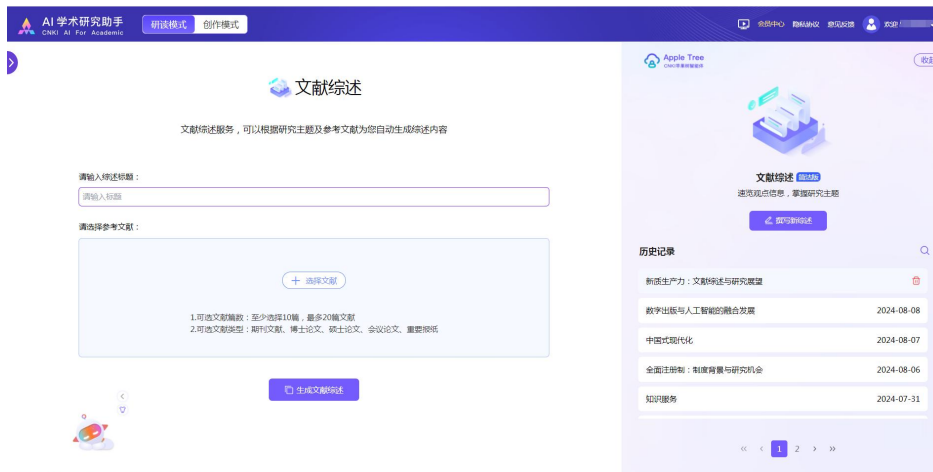 AI 学术研究助手
CNKI AI For Academic
研读模式 创作模式
会员中心 隐私协议 意见反馈 欢迎
文献综述
文献综述服务，可以根据研究主题及参考文献为您自动生成综述内容
请输入综述标题：
请输入标题
请选择参考文献：
+ 选择文献
1.可选文献篇数：至少选择10篇，最多20篇文献
2.可选文献类型：期刊文献、博士论文、硕士论文、会议论文、重要报纸
生成文献综述
Apple Tree
收起
文献综述 精选版
速览观点信息，掌握研究主题
撰写新综述
历史记录
新质生产力：文献综述与研究展望
数字出版与人工智能的融合发展 2024-08-08
中国式现代化 2024-08-07
全面注册制：制度背景与研究机会 2024-08-06
知识服务 2024-07-31
1 2